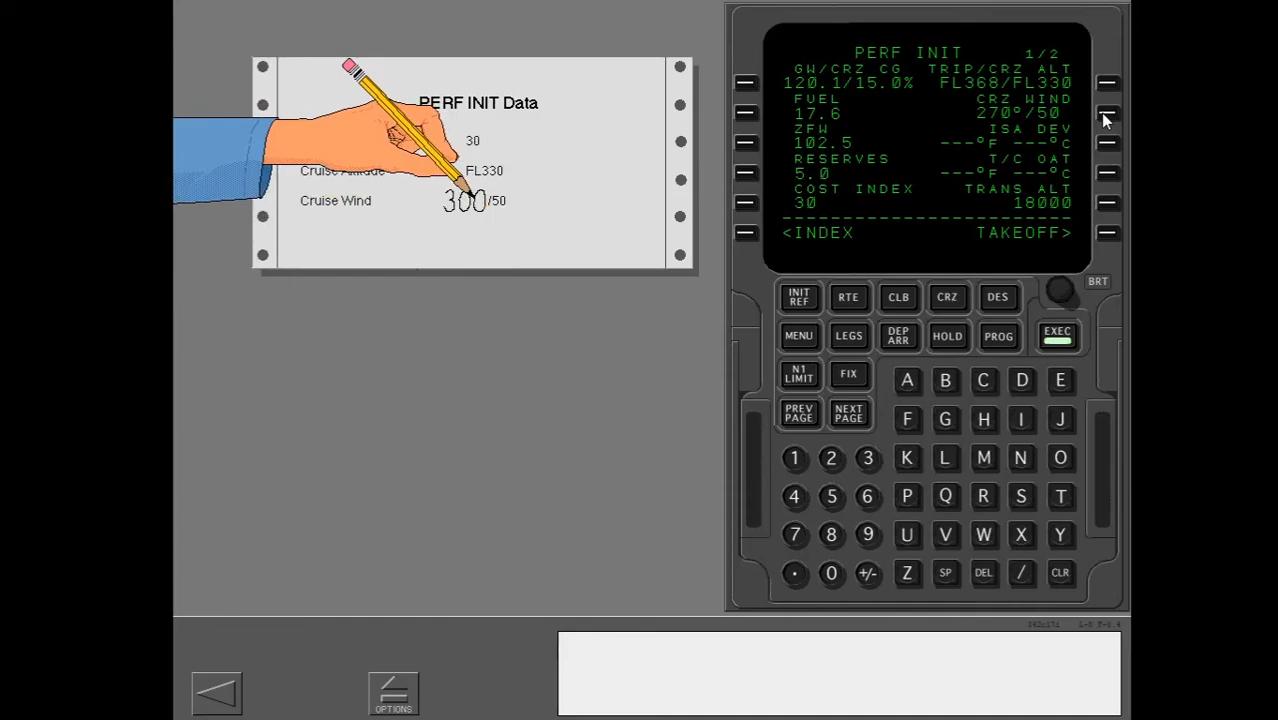 PERF INIT Data
30
Cruise Altitude FL330
Cruise Wind 300/50
PERF INIT 1/2
GW/CRZ CG TRIP/CRZ ALT
120.1/15.0% FL368/FL330
FUEL CRZ WIND
17.6 270°/50
ZFW ISA DEV
102.5 ---°F ---°C
RESERVES T/C OAT
5.0 ---°F ---°C
COST INDEX TRANS ALT
30 18000
<INDEX TAKEOFF>
BRT
INIT REF RTE CLB CRZ DES
MENU LEGS DEP ARR HOLD PROG EXEC
N1 LIMIT FIX
PREV PAGE NEXT PAGE
A B C D E
F G H I J
1 2 3 K L M N O
4 5 6 P Q R S T
7 8 9 U V W X Y
. 0 +/- Z SP DEL / CLR
OPTIONS